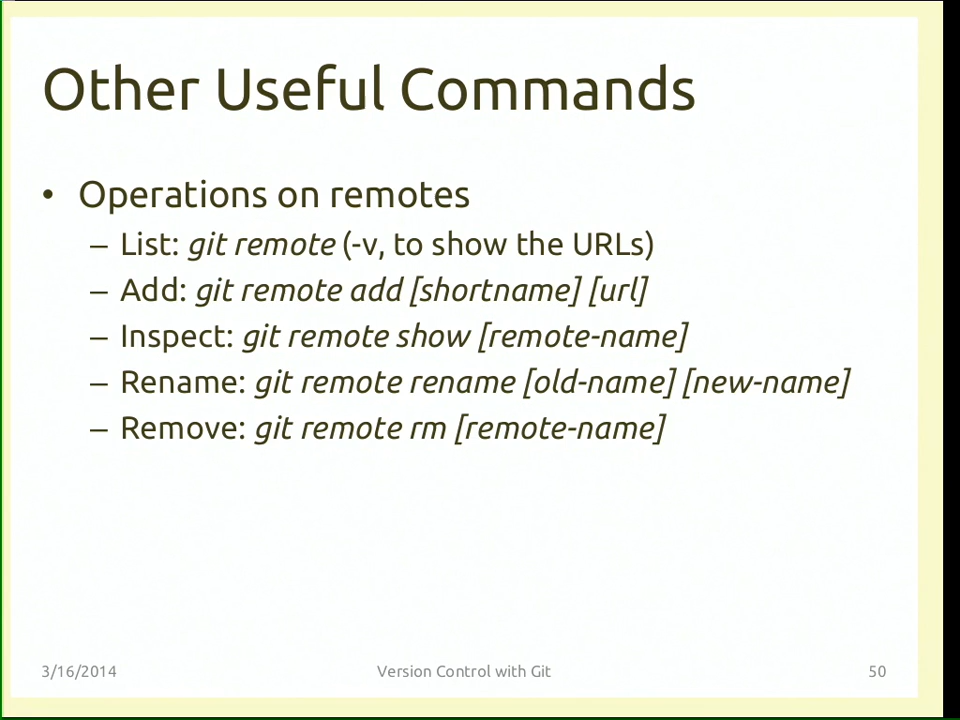 Other Useful Commands
• Operations on remotes
– List: git remote (-v, to show the URLs)
– Add: git remote add [shortname] [url]
– Inspect: git remote show [remote-name]
– Rename: git remote rename [old-name] [new-name]
– Remove: git remote rm [remote-name]
3/16/2014 Version Control with Git 50